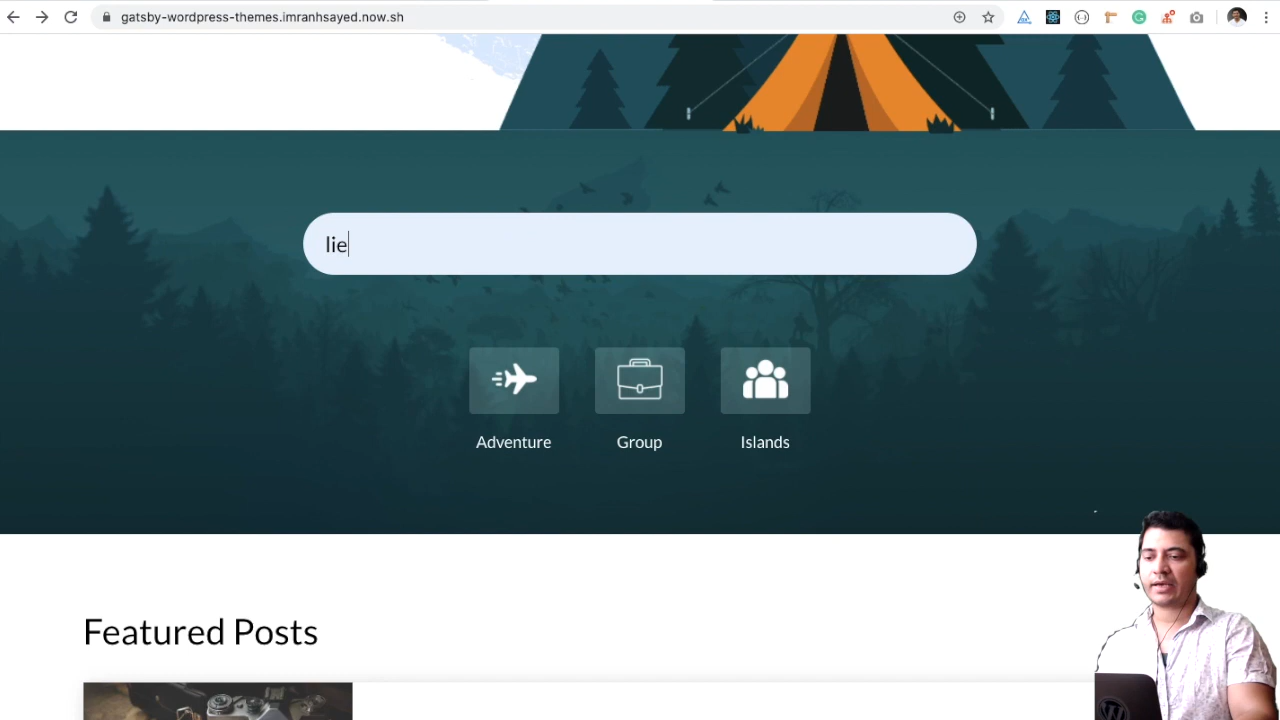 gatsby-wordpress-themes.imranhsayed.now.sh
lie
Adventure
Group
Islands
Featured Posts